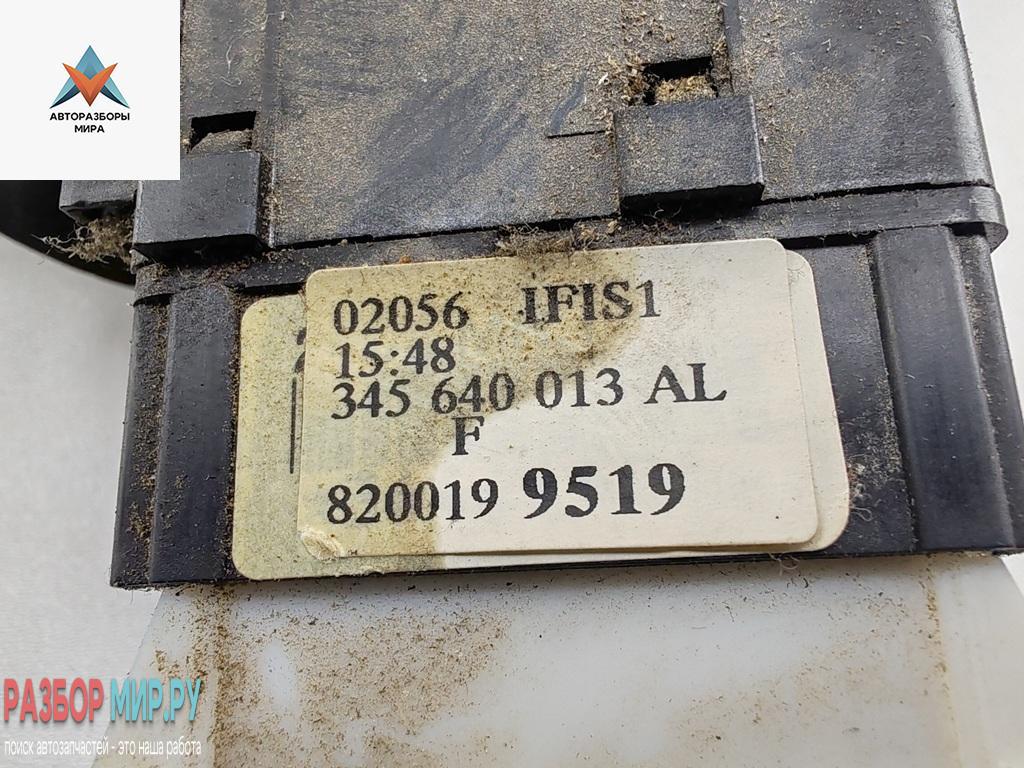 АВТОРАЗБОРЫ
МИРА
02056 IFIS1
15:48
345 640 013 AL
F
820019 9519
РАЗБОР МИР.РУ
поиск автозапчастей - это наша работа